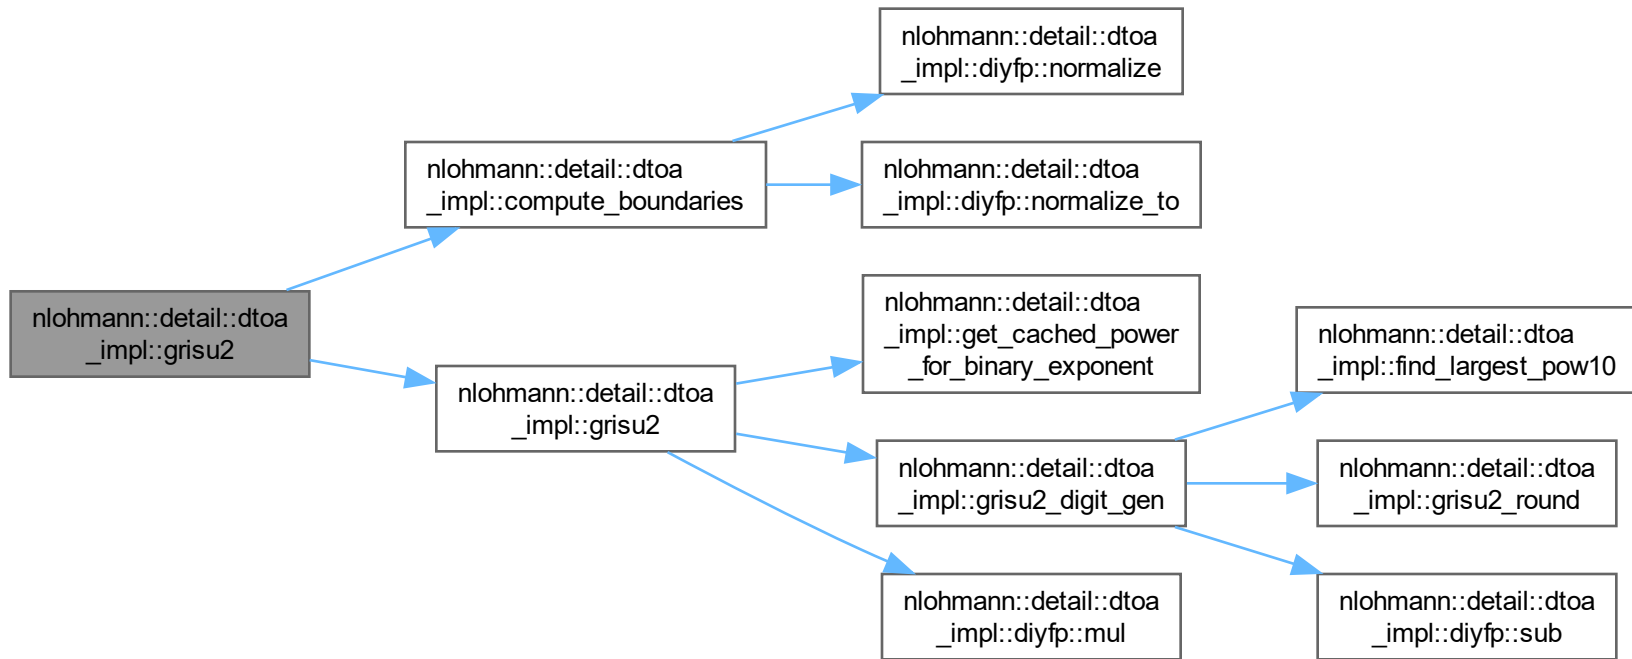 nlohmann::detail::dtoa
_impl::diyfp::normalize
nlohmann::detail::dtoa
_impl::compute_boundaries
nlohmann::detail::dtoa
_impl::diyfp::normalize_to
nlohmann::detail::dtoa
_impl::grisu2
nlohmann::detail::dtoa
_impl::get_cached_power
_for_binary_exponent
nlohmann::detail::dtoa
_impl::find_largest_pow10
nlohmann::detail::dtoa
_impl::grisu2
nlohmann::detail::dtoa
_impl::grisu2_digit_gen
nlohmann::detail::dtoa
_impl::grisu2_round
nlohmann::detail::dtoa
_impl::diyfp::mul
nlohmann::detail::dtoa
_impl::diyfp::sub